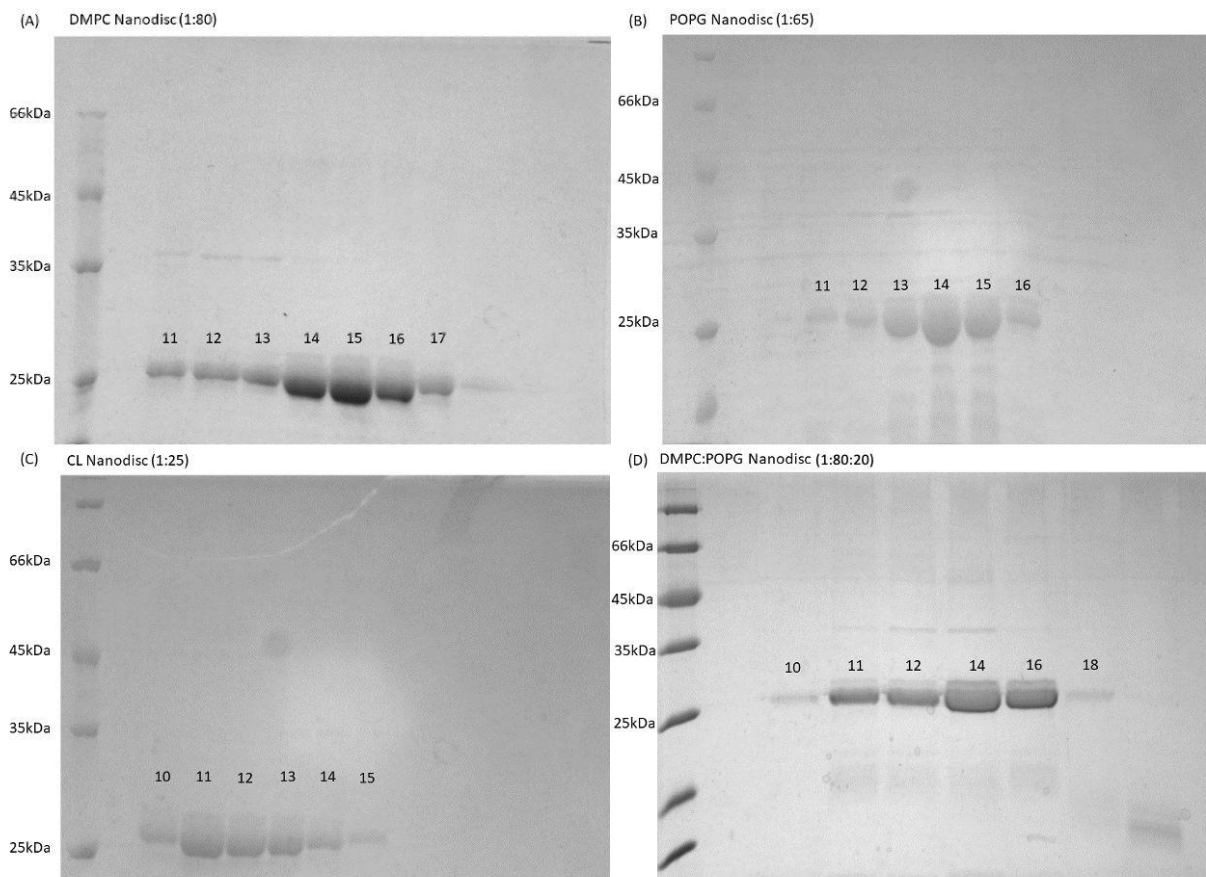 (A) DMPC Nanodisc (1:80)
66kDa
45kDa
35kDa
11 12 13 14 15 16 17
25kDa
(B) POPG Nanodisc (1:65)
66kDa
45kDa
35kDa
11 12 13 14 15 16
25kDa
(C) CL Nanodisc (1:25)
66kDa
45kDa
35kDa
10 11 12 13 14 15
25kDa
(D) DMPC:POPG Nanodisc (1:80:20)
66kDa
45kDa
35kDa
10 11 12 14 16 18
25kDa